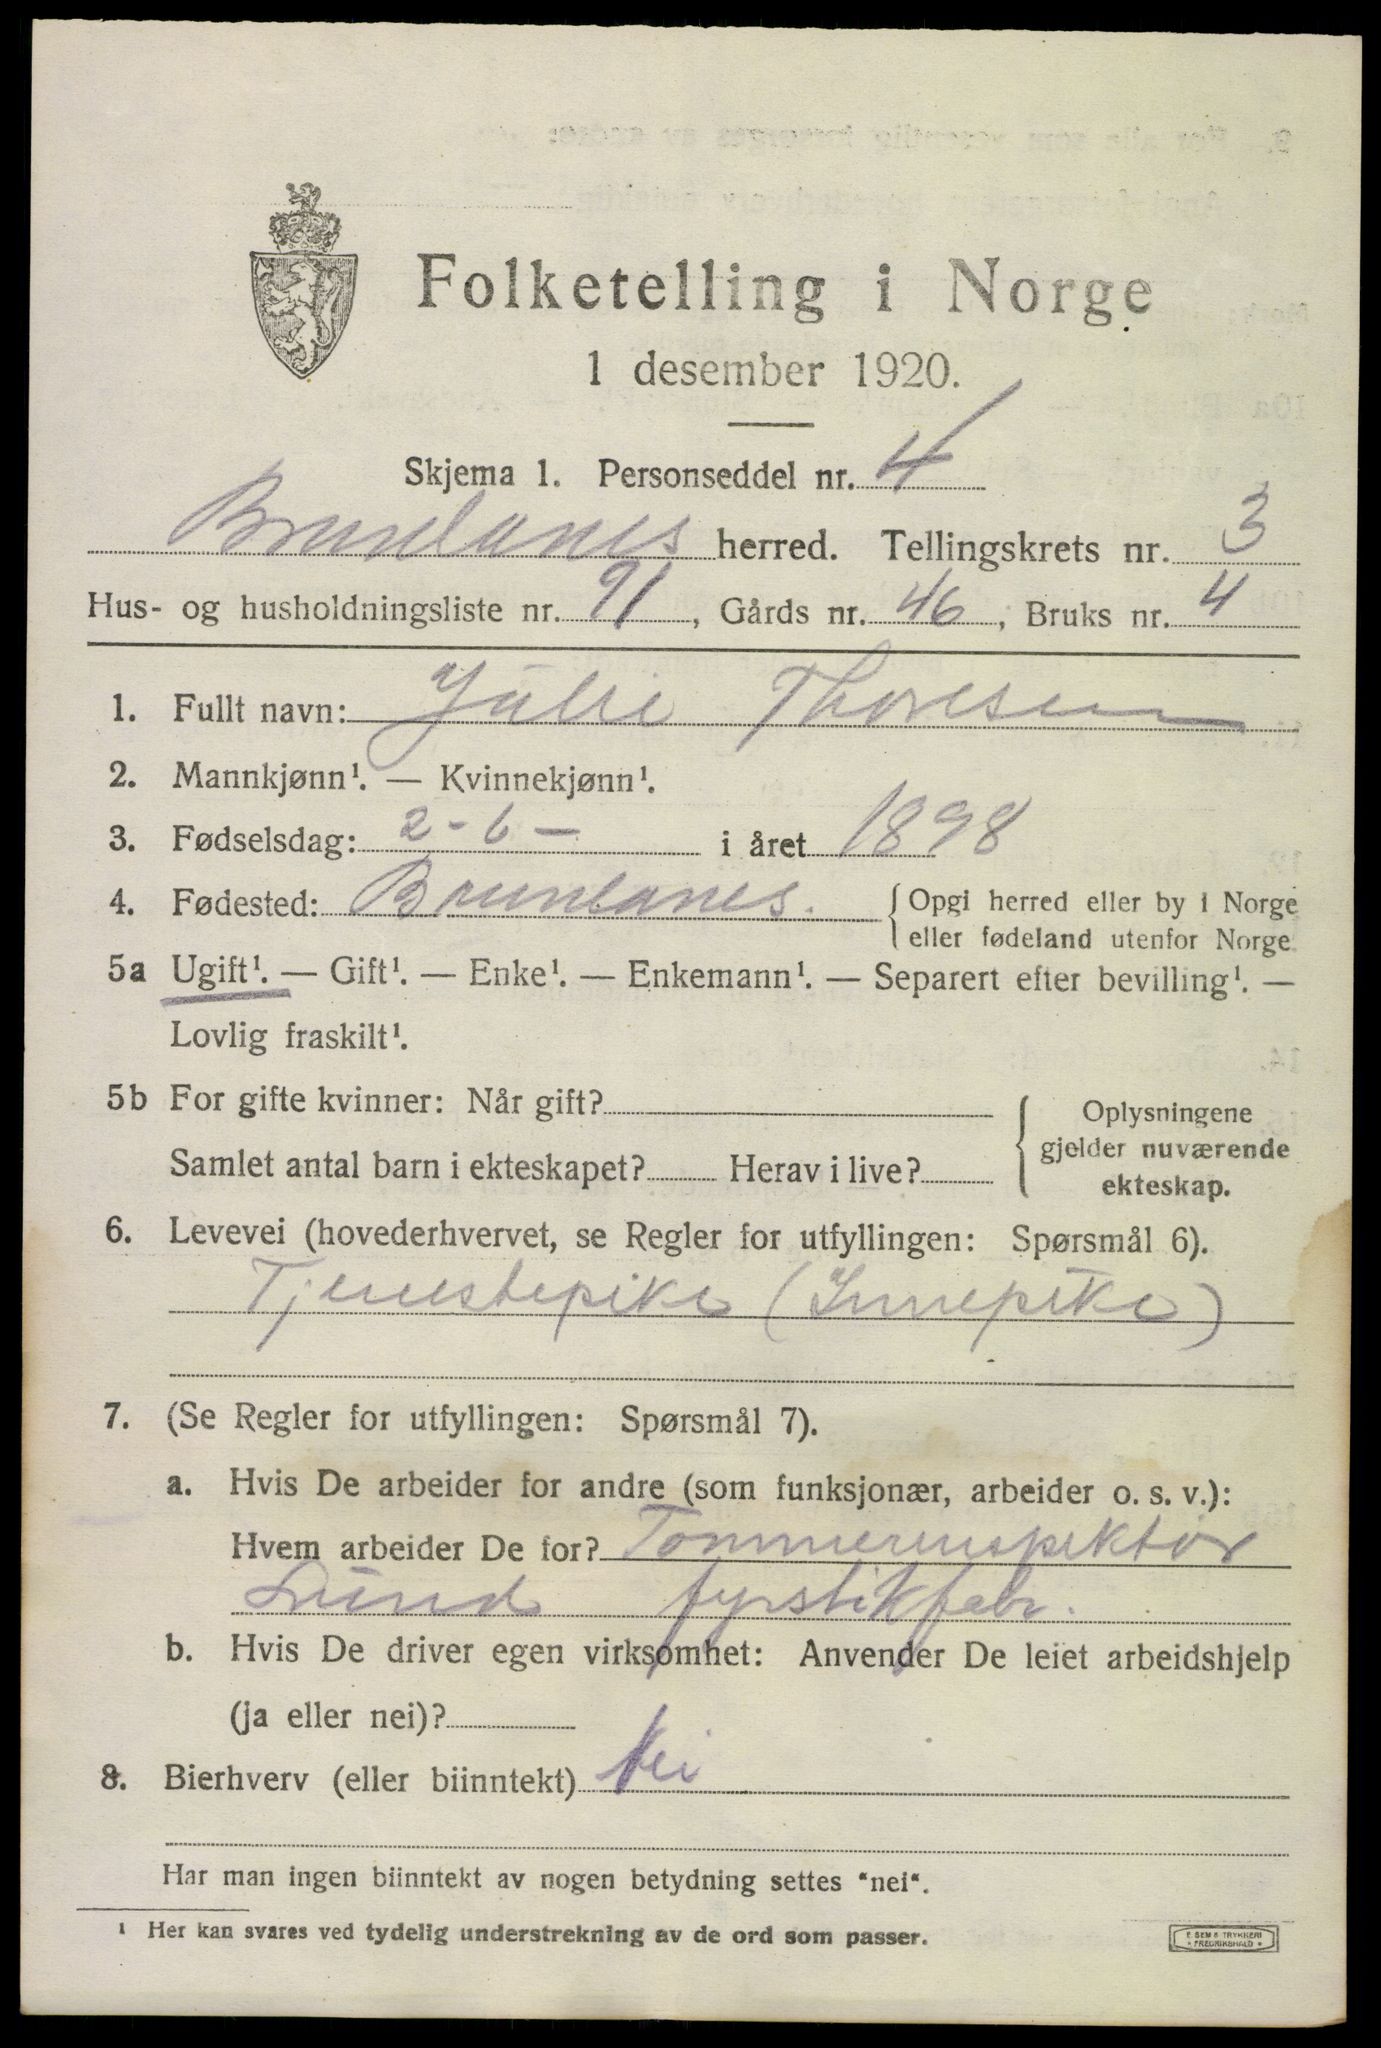 Folketelling i Norge
1 desember 1920.
Skjema 1. Personseddel nr. 4
Brunlanes herred. Tellingskrets nr. 3
Hus- og husholdningsliste nr. 91, Gårds nr. 46, Bruks nr. 4
1. Fullt navn: Julie Thoresen
2. Mannkjønn¹. — Kvinnekjønn¹.
3. Fødselsdag: 2-6- i året 1898
4. Fødested: Brunlanes. { Opgi herred eller by i Norge
eller fødeland utenfor Norge
5a Ugift¹. — Gift¹. — Enke¹. — Enkemann¹. — Separert efter bevilling¹. —
Lovlig fraskilt¹.
5b For gifte kvinner: Når gift?
Samlet antal barn i ekteskapet? Herav i live?
{ Oplysningene
gjelder nuværende
ekteskap.
6. Levevei (hovederhvervet, se Regler for utfyllingen: Spørsmål 6).
Tjenestepike (Innepike)
7. (Se Regler for utfyllingen: Spørsmål 7).
a. Hvis De arbeider for andre (som funksjonær, arbeider o. s. v.):
Hvem arbeider De for? Tømmerinspektør
Lund fyrstikfabr.
b. Hvis De driver egen virksomhet: Anvender De leiet arbeidshjelp
(ja eller nei)?
8. Bierhverv (eller biinntekt) Nei
Har man ingen biinntekt av nogen betydning settes "nei".
¹ Her kan svares ved tydelig understrekning av de ord som passer.
E. SEM'S TRYKKERI
FREDRIKSHALD